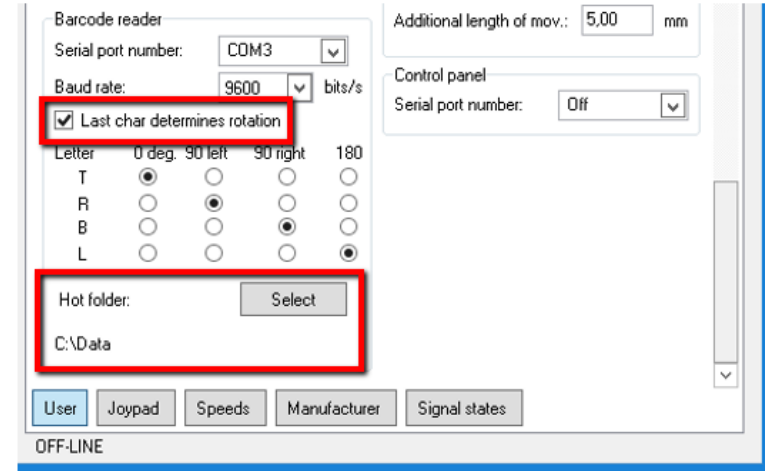 Barcode reader
Serial port number: COM3
Baud rate: 9600 bits/s
Last char determines rotation
Letter 0 deg. 90 left 90 right 180
T
R
B
L
Hot folder: Select
C:\Data
Additional length of mov.: 5,00 mm
Control panel
Serial port number: Off
User Joypad Speeds Manufacturer Signal states
OFF-LINE